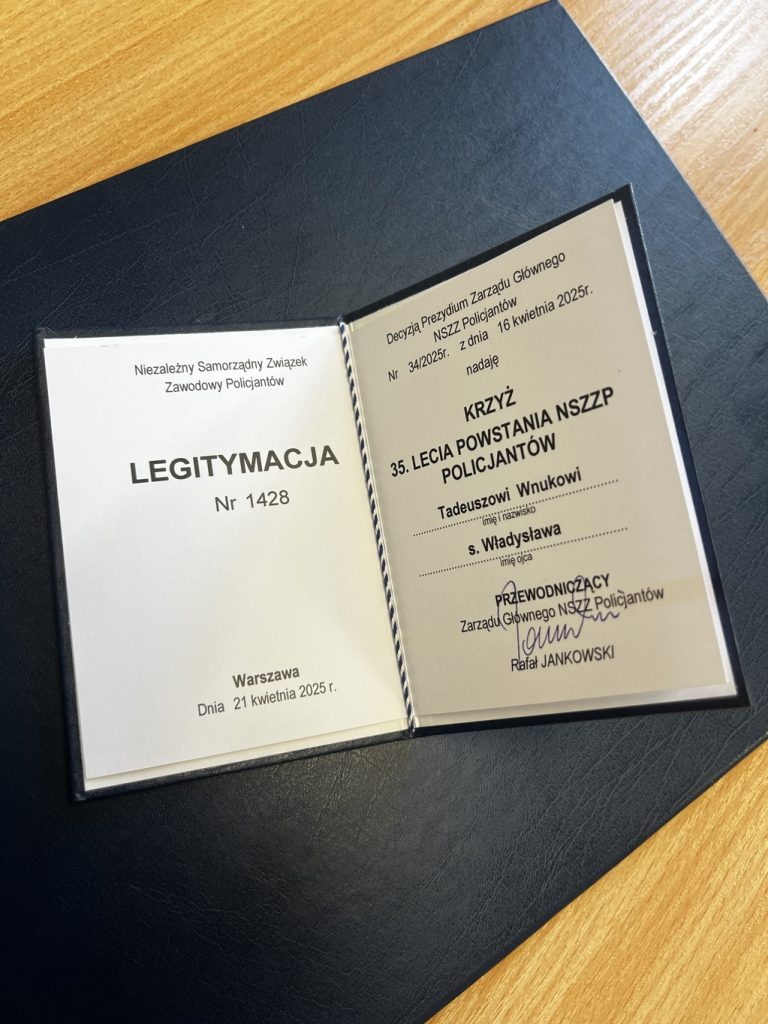 Niezależny Samorządny Związek
Zawodowy Policjantów
LEGITYMACJA
Nr 1428
Warszawa
Dnia 21 kwietnia 2025 r.
Decyzją Prezydium Zarządu Głównego
NSZZ Policjantów
Nr 34/2025r. z dnia 16 kwietnia 2025r.
nadaję
KRZYŻ
35. LECIA POWSTANIA NSZZP
POLICJANTÓW
Tadeuszowi Wnukowi
imię i nazwisko
s. Władysława
imię ojca
PRZEWODNICZĄCY
Zarządu Głównego NSZZ Policjantów
Rafał JANKOWSKI